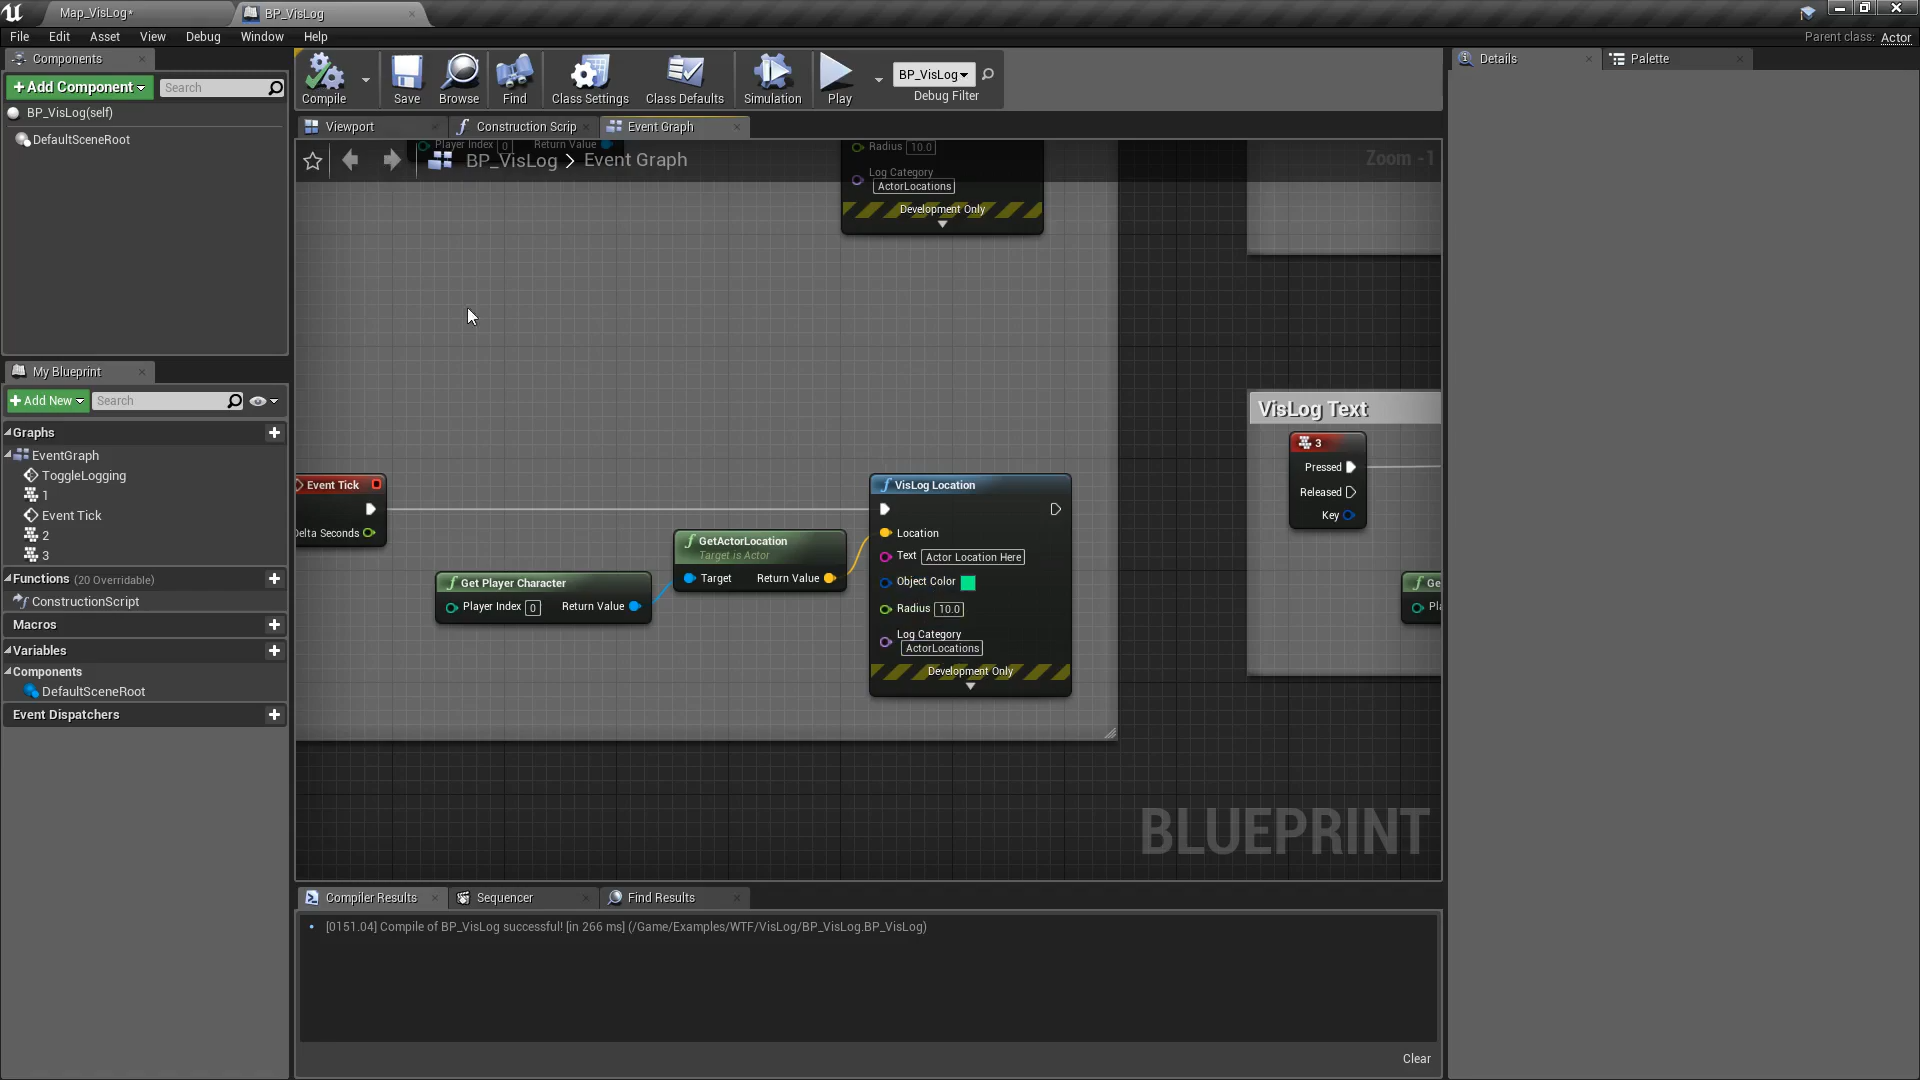 Map_VisLog*
BP_VisLog
File Edit Asset View Debug Window Help
Parent class: Actor
Components
+ Add Component
Search
BP_VisLog(self)
DefaultSceneRoot
Compile
Save
Browse
Find
Class Settings
Class Defaults
Simulation
Play
BP_VisLog
Debug Filter
Details
Palette
Viewport
Construction Scrip
Event Graph
Player Index 0 Return Value
BP_VisLog > Event Graph
Zoom -1
Radius 10.0
Log Category
ActorLocations
Development Only
My Blueprint
+ Add New
Search
Graphs
EventGraph
ToggleLogging
1
Event Tick
2
3
Functions (20 Overridable)
ConstructionScript
Macros
Variables
Components
DefaultSceneRoot
Event Dispatchers
Event Tick
Delta Seconds
Get Player Character
Player Index 0 Return Value
GetActorLocation
Target is Actor
Target Return Value
VisLog Location
Location
Text Actor Location Here
Object Color
Radius 10.0
Log Category
ActorLocations
Development Only
VisLog Text
3
Pressed
Released
Key
Ge
Pla
BLUEPRINT
Compiler Results
Sequencer
Find Results
[0151.04] Compile of BP_VisLog successful! [in 266 ms] (/Game/Examples/WTF/VisLog/BP_VisLog.BP_VisLog)
Clear